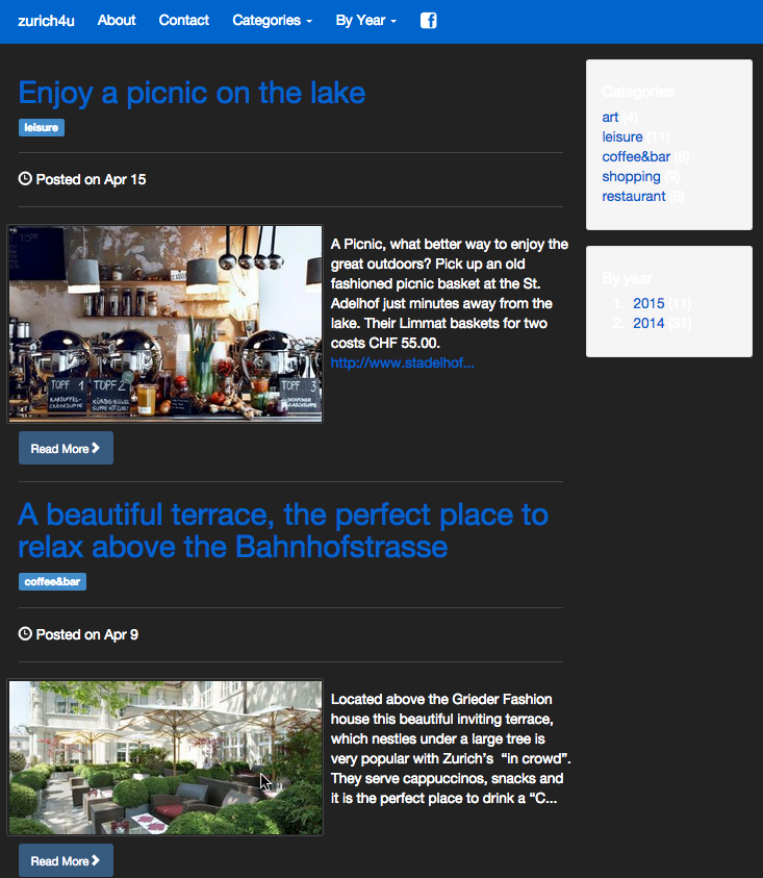 zurich4u About Contact Categories By Year
Enjoy a picnic on the lake
leisure
Posted on Apr 15
TOPF 1
TOPF 2
TOPF 3
A Picnic, what better way to enjoy the
great outdoors? Pick up an old
fashioned picnic basket at the St.
Adelhof just minutes away from the
lake. Their Limmat baskets for two
costs CHF 55.00.
http://www.stadelhof...
Read More
A beautiful terrace, the perfect place to
relax above the Bahnhofstrasse
coffee&bar
Posted on Apr 9
Located above the Grieder Fashion
house this beautiful inviting terrace,
which nestles under a large tree is
very popular with Zurich's “in crowd”.
They serve cappuccinos, snacks and
it is the perfect place to drink a “C...
Read More
Categories
art (4)
leisure (11)
coffee&bar (8)
shopping (9)
restaurant (8)
By year
1. 2015 (11)
2. 2014 (31)